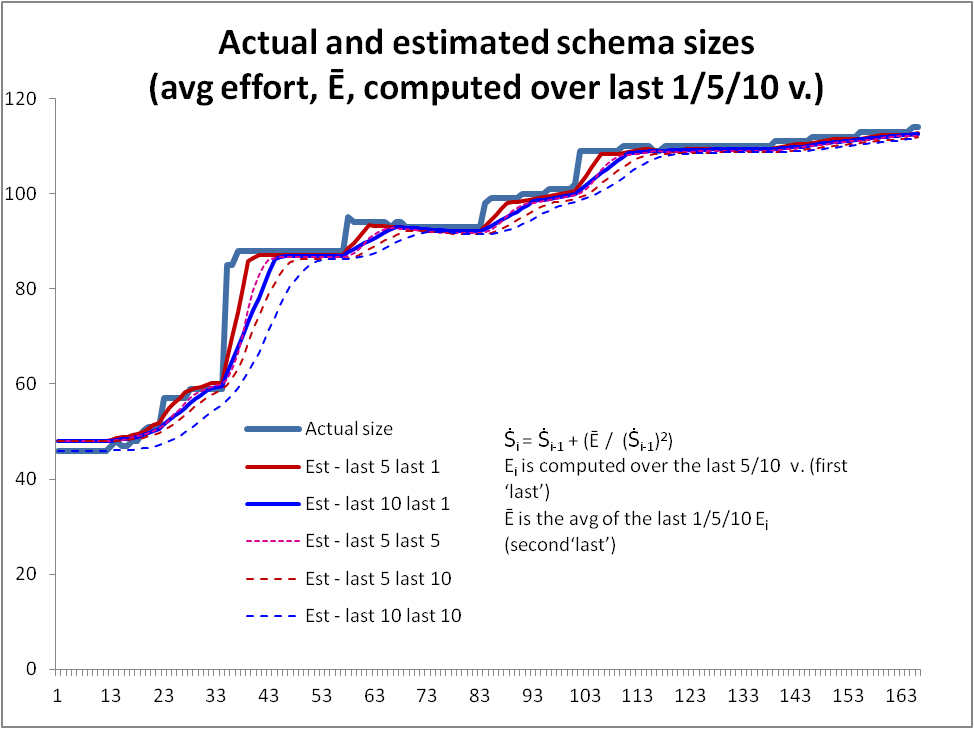 Actual and estimated schema sizes
(avg effort, Ē, computed over last 1/5/10 v.)
120
100
80
60
40
20
0
Actual size
Est - last 5 last 1
Est - last 10 last 1
Est - last 5 last 5
Est - last 5 last 10
Est - last 10 last 10
Ṡi = Ṡi-1 + (Ē / (Ṡi-1)2)
Ei is computed over the last 5/10 v. (first
‘last’)
Ē is the avg of the last 1/5/10 Ei
(second‘last’)
1 13 23 33 43 53 63 73 83 93 103 113 123 133 143 153 163